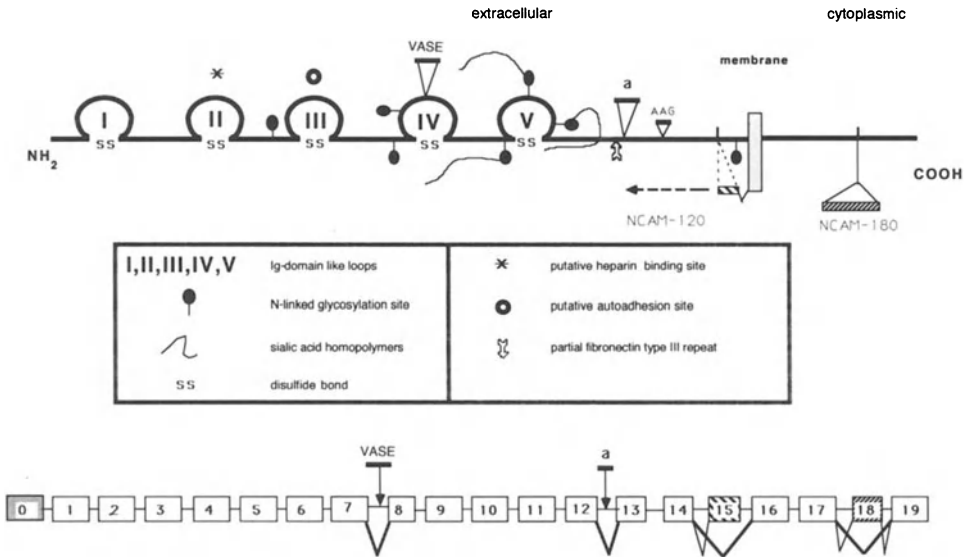 extracellular cytoplasmic
VASE
membrane
a
AAG
I II III IV V
SS SS SS SS SS
NH2
COOH
NCAM-120 NCAM-180
I,II,III,IV,V Ig-domain like loops
N-linked glycosylation site
sialic acid homopolymers
SS disulfide bond
putative heparin binding site
putative autoadhesion site
partial fibronectin type III repeat
VASE a
0 1 2 3 4 5 6 7 8 9 10 11 12 13 14 15 16 17 18 19